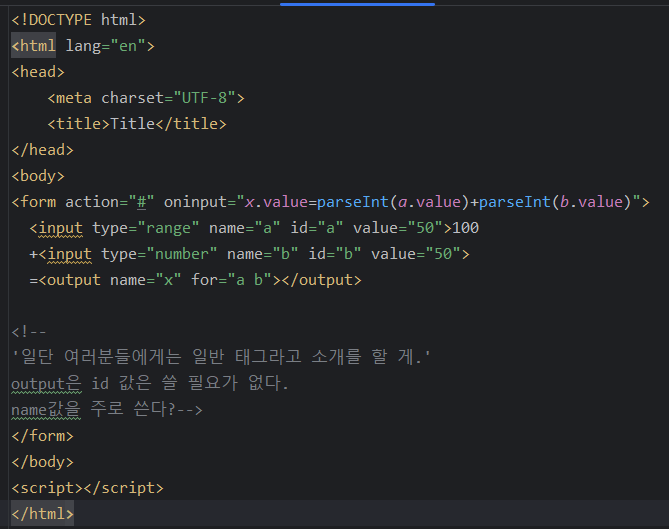 <!DOCTYPE html>
<html lang="en">
<head>
    <meta charset="UTF-8">
    <title>Title</title>
</head>
<body>
<form action="#" oninput="x.value=parseInt(a.value)+parseInt(b.value)">
  <input type="range" name="a" id="a" value="50">100
  +<input type="number" name="b" id="b" value="50">
  =<output name="x" for="a b"></output>

<!--
'일단 여러분들에게는 일반 태그라고 소개를 할 게.'
output은 id 값은 쓸 필요가 없다.
name값을 주로 쓴다?-->
</form>
</body>
<script></script>
</html>